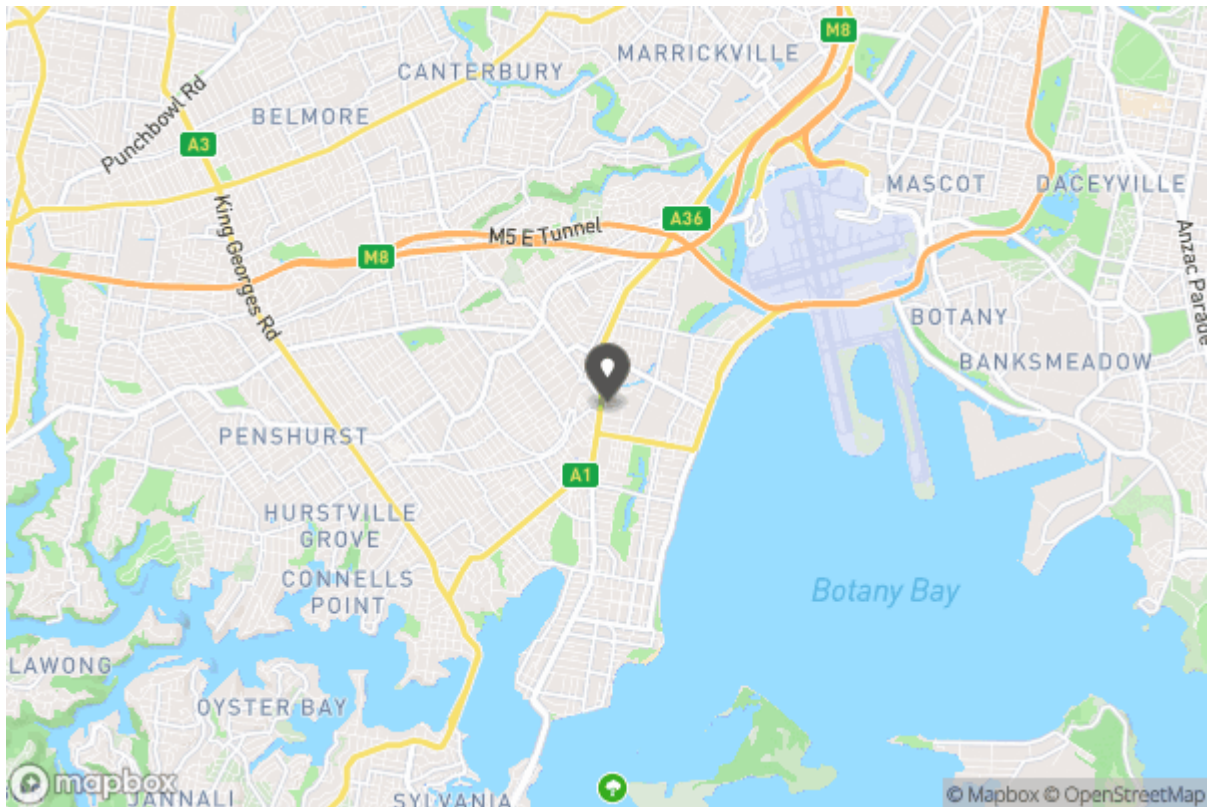 M8
MARRICKVILLE
CANTERBURY
Punchbowl Rd
BELMORE
A3
MASCOT
DACEYVILLE
King Georges Rd
A36
M5 E Tunnel
M8
Anzac Parade
BOTANY
BANKSMEADOW
PENSHURST
A1
HURSTVILLE
GROVE
CONNELLS
POINT
Botany Bay
LAWONG
OYSTER BAY
mapbox
JANNALI
SYLVANIA
© Mapbox © OpenStreetMap